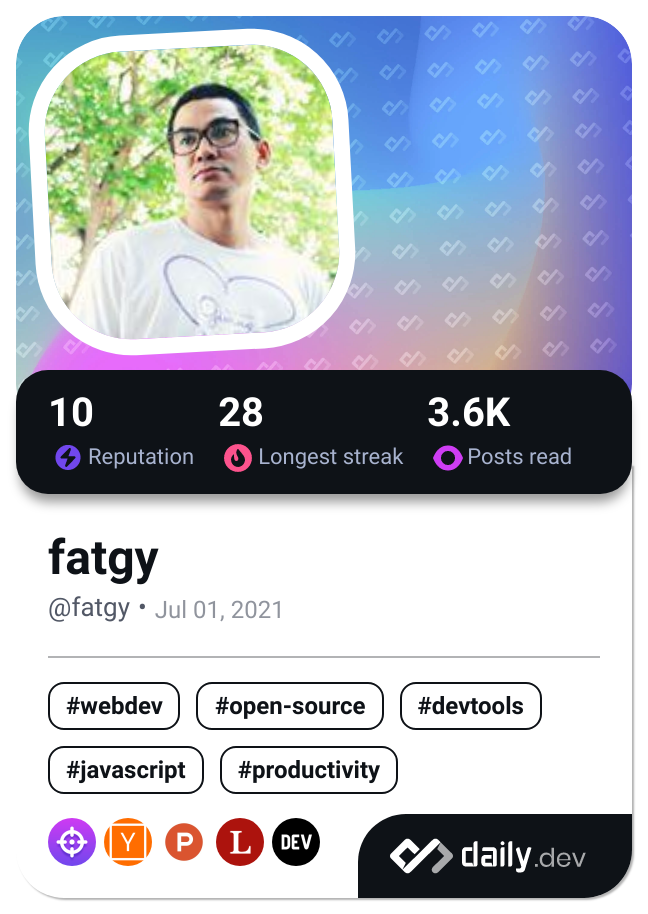 10 28 3.6K
Reputation Longest streak Posts read
fatgy
@fatgy • Jul 01, 2021
#webdev #open-source #devtools
#javascript #productivity
Y P L DEV
daily.dev